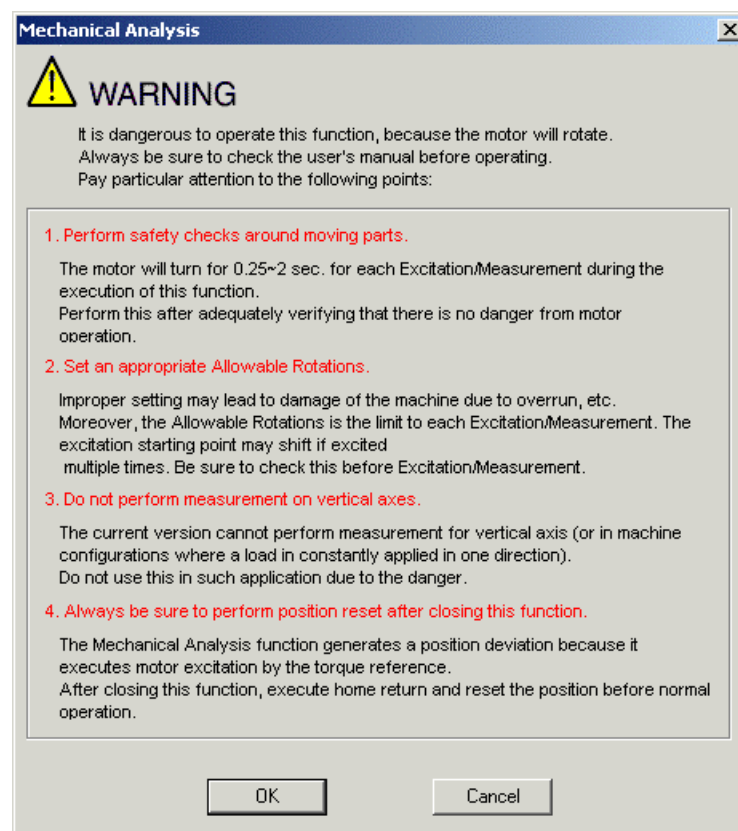 Mechanical Analysis
WARNING
It is dangerous to operate this function, because the motor will rotate.
Always be sure to check the user's manual before operating.
Pay particular attention to the following points:
1. Perform safety checks around moving parts.
The motor will turn for 0.25~2 sec. for each Excitation/Measurement during the
execution of this function.
Perform this after adequately verifying that there is no danger from motor
operation.
2. Set an appropriate Allowable Rotations.
Improper setting may lead to damage of the machine due to overrun, etc.
Moreover, the Allowable Rotations is the limit to each Excitation/Measurement. The
excitation starting point may shift if excited
multiple times. Be sure to check this before Excitation/Measurement.
3. Do not perform measurement on vertical axes.
The current version cannot perform measurement for vertical axis (or in machine
configurations where a load in constantly applied in one direction).
Do not use this in such application due to the danger.
4. Always be sure to perform position reset after closing this function.
The Mechanical Analysis function generates a position deviation because it
executes motor excitation by the torque reference.
After closing this function, execute home return and reset the position before normal
operation.
OK
Cancel